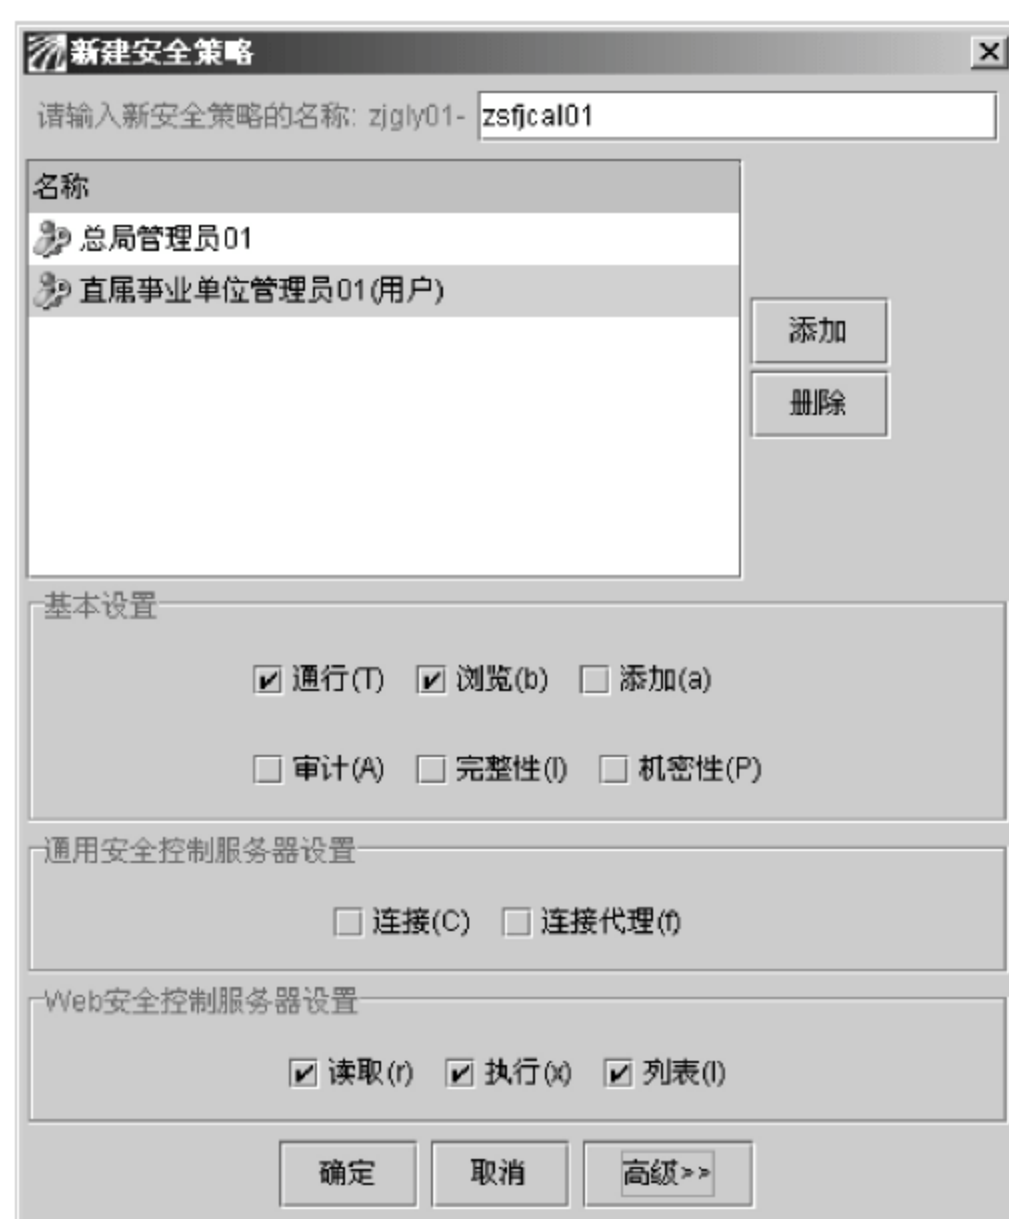 新建安全策略
请输入新安全策略的名称: zjgly01- zsfjcal01
名称
总局管理员01
直属事业单位管理员01(用户)
添加
删除
基本设置
通行(T) 浏览(b) 添加(a)
审计(A) 完整性(I) 机密性(P)
通用安全控制服务器设置
连接(C) 连接代理(f)
Web安全控制服务器设置
读取(r) 执行(x) 列表(l)
确定 取消 高级>>